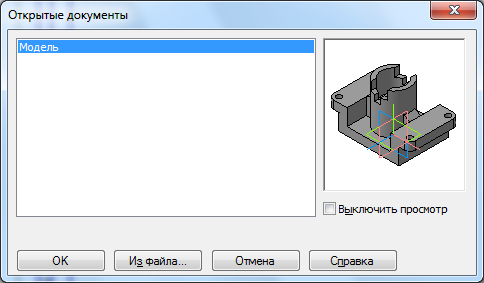 Открытые документы
Модель
Выключить просмотр
OK
Из файла...
Отмена
Справка